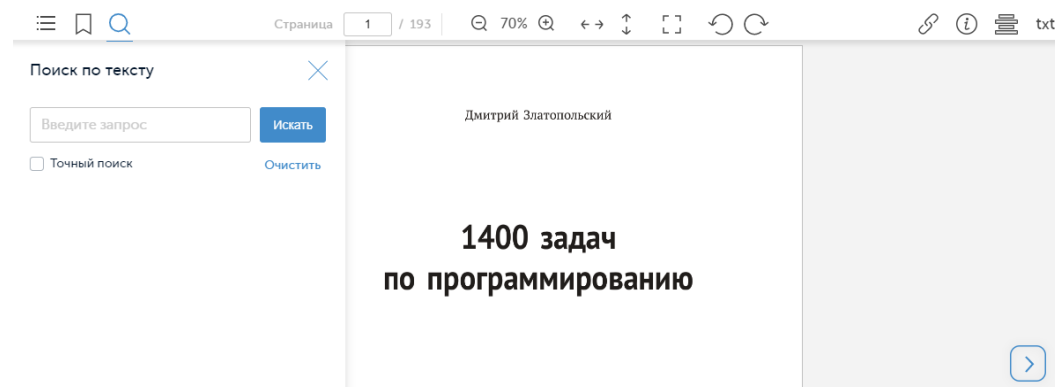 Страница 1 / 193 70% txt
Поиск по тексту
Введите запрос Искать
Точный поиск Очистить
Дмитрий Златопольский
1400 задач
по программированию